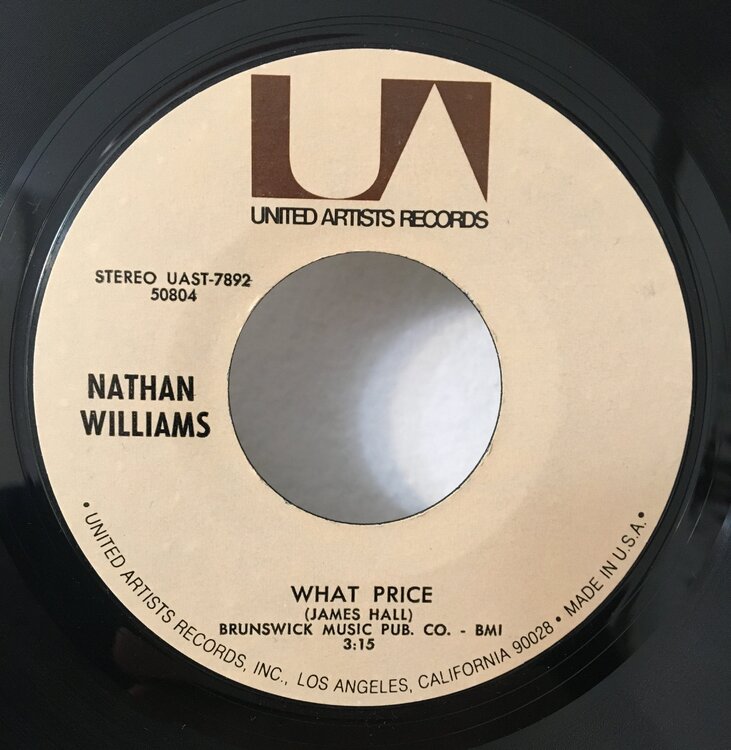 UA
UNITED ARTISTS RECORDS
STEREO UAST-7892
50804
NATHAN
WILLIAMS
WHAT PRICE
(JAMES HALL)
BRUNSWICK MUSIC PUB. CO. - BMI
3:15
• UNITED ARTISTS RECORDS, INC., LOS ANGELES, CALIFORNIA 90028 • MADE IN U.S.A. •